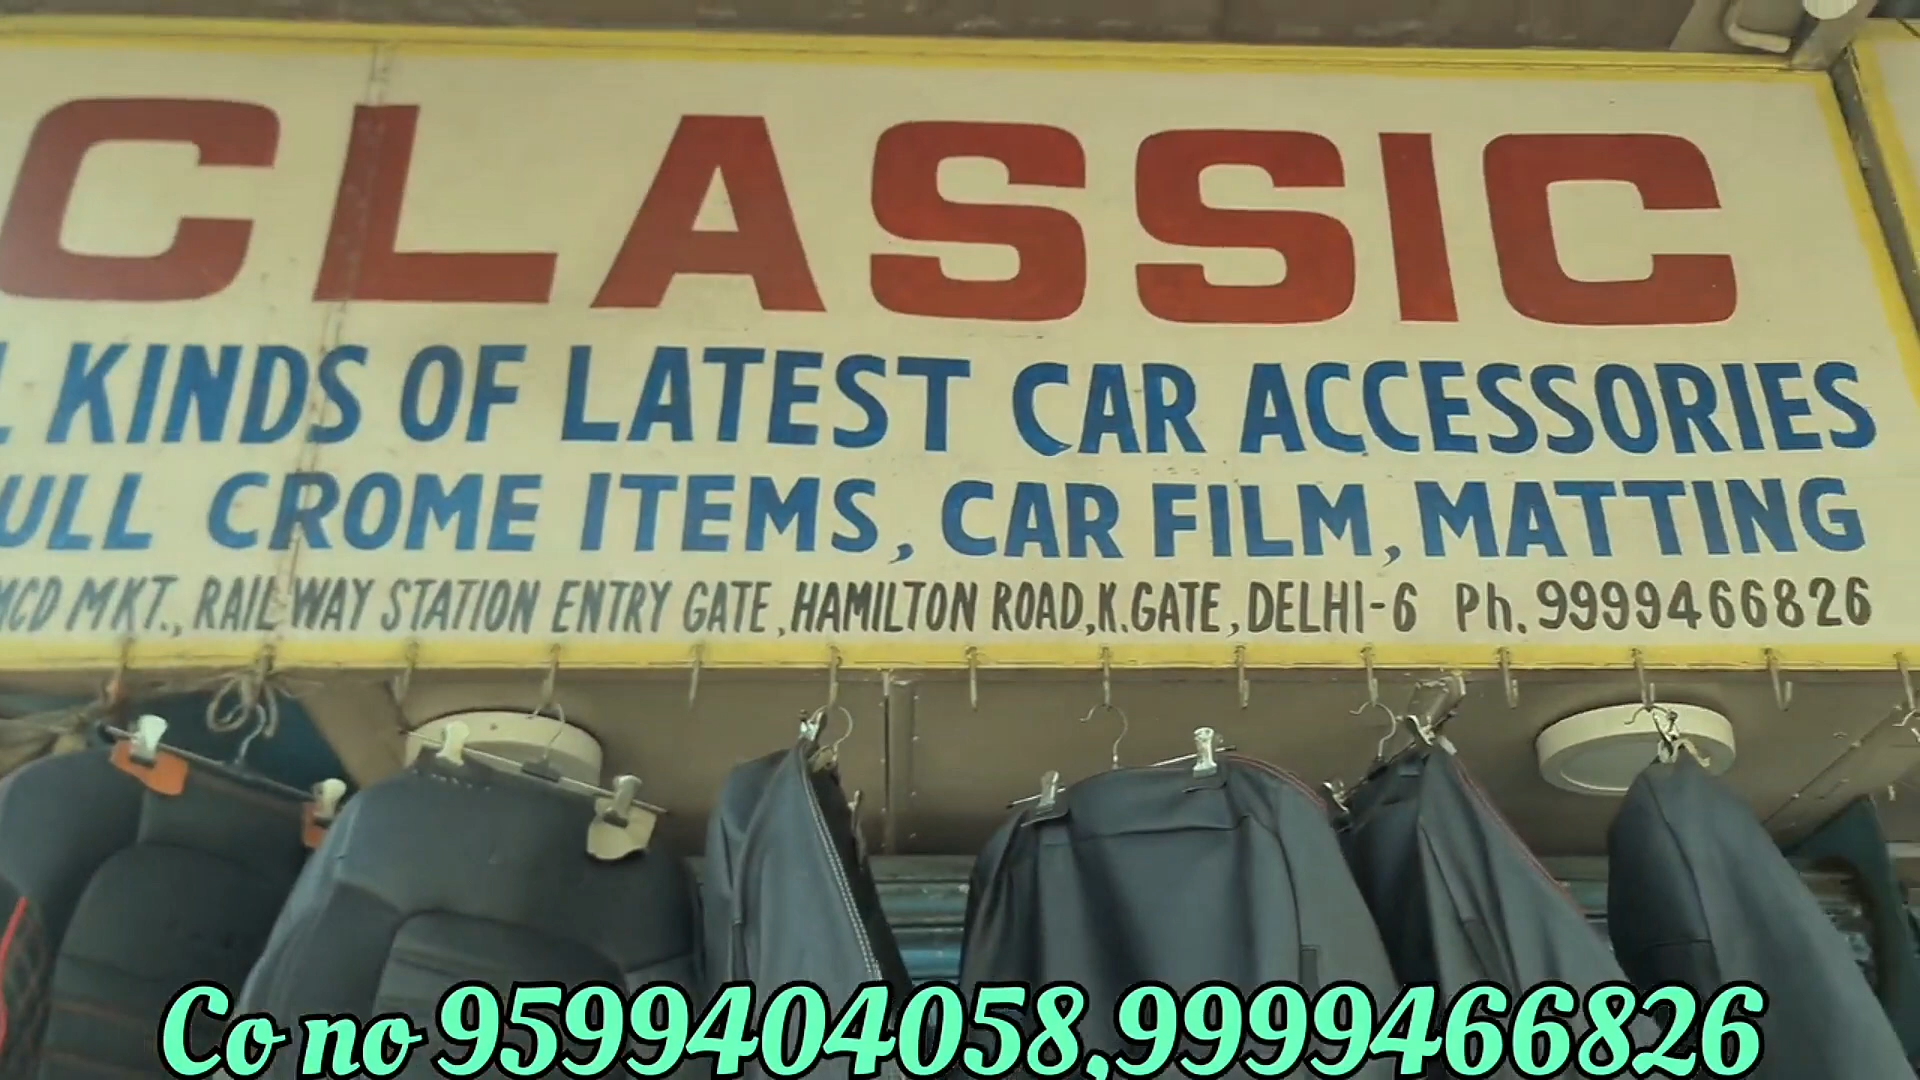 CLASSIC
KINDS OF LATEST CAR ACCESSORIES
ULL CROME ITEMS, CAR FILM, MATTING
MCD MKT., RAILWAY STATION ENTRY GATE, HAMILTON ROAD, K.GATE, DELHI-6 Ph. 9999466826
Co no 9599404058,9999466826